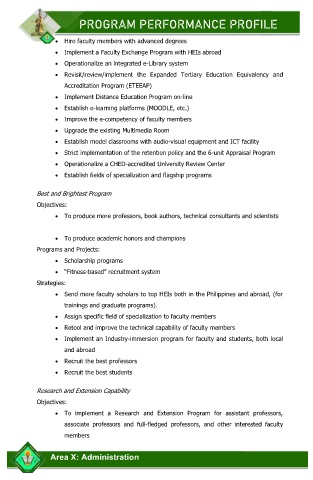 PROGRAM PERFORMANCE PROFILE
• Hire faculty members with advanced degrees
• Implement a Faculty Exchange Program with HEIs abroad
• Operationalize an integrated e-Library system
• Revisit/review/implement the Expanded Tertiary Education Equivalency and
Accreditation Program (ETEEAP)
• Implement Distance Education Program on-line
• Establish e-learning platforms (MOODLE, etc.)
• Improve the e-competency of faculty members
• Upgrade the existing Multimedia Room
• Establish model classrooms with audio-visual equipment and ICT facility
• Strict implementation of the retention policy and the 6-unit Appraisal Program
• Operationalize a CHED-accredited University Review Center
• Establish fields of specialization and flagship programs
Best and Brightest Program
Objectives:
• To produce more professors, book authors, technical consultants and scientists
• To produce academic honors and champions
Programs and Projects:
• Scholarship programs
• "Fitness-based" recruitment system
Strategies:
• Send more faculty scholars to top HEIs both in the Philippines and abroad, (for
trainings and graduate programs).
• Assign specific field of specialization to faculty members
• Retool and improve the technical capability of faculty members
• Implement an Industry-immersion program for faculty and students, both local
and abroad
• Recruit the best professors
• Recruit the best students
Research and Extension Capability
Objectives:
• To implement a Research and Extension Program for assistant professors,
associate professors and full-fledged professors, and other interested faculty
members
Area X: Administration